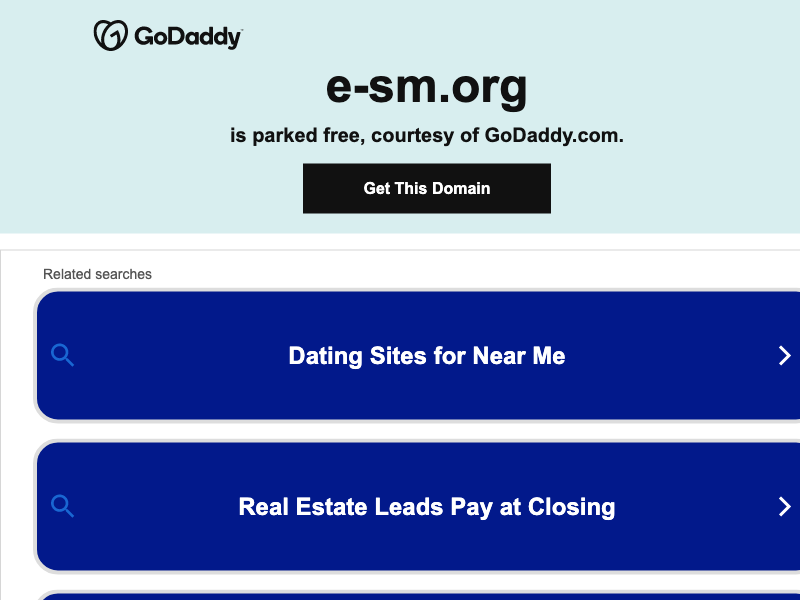 GoDaddy
e-sm.org
is parked free, courtesy of GoDaddy.com.
Get This Domain
Related searches
Dating Sites for Near Me
Real Estate Leads Pay at Closing